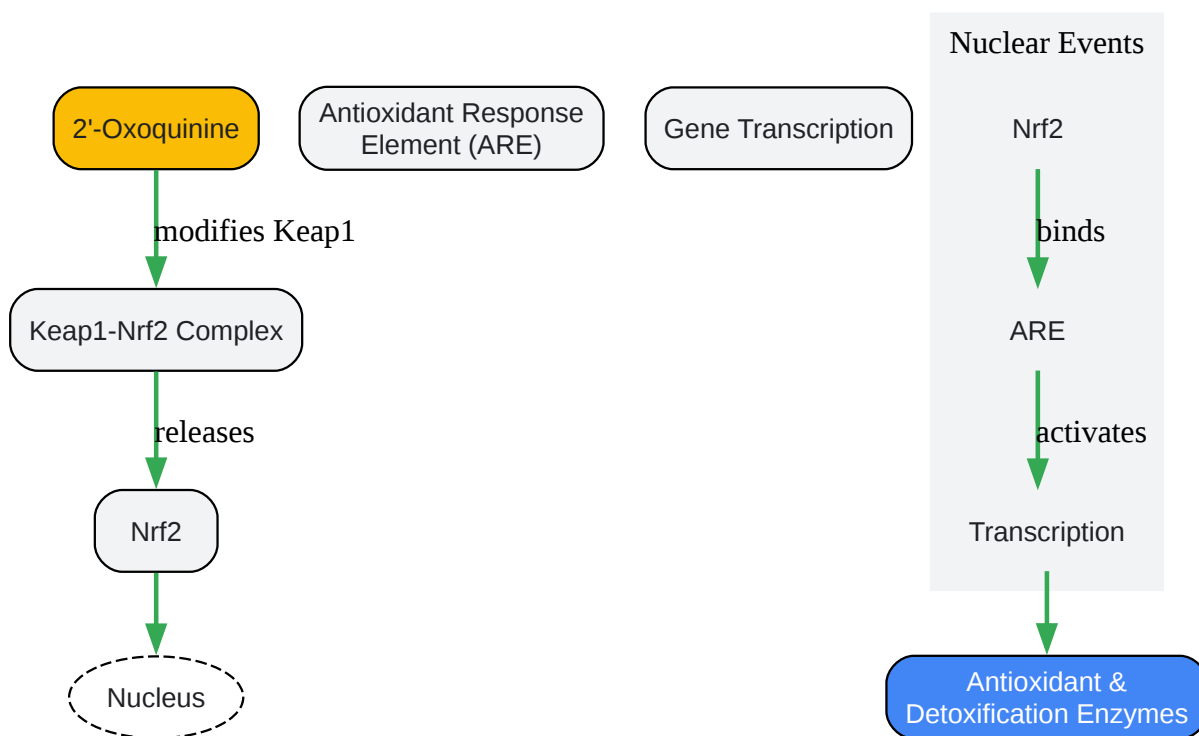 Nuclear Events
2'-Oxoquinine
Antioxidant Response
Element (ARE)
Gene Transcription
Nrf2
modifies Keap1
binds
Keap1-Nrf2 Complex
ARE
releases
activates
Nrf2
Transcription
Nucleus
Antioxidant &
Detoxification Enzymes